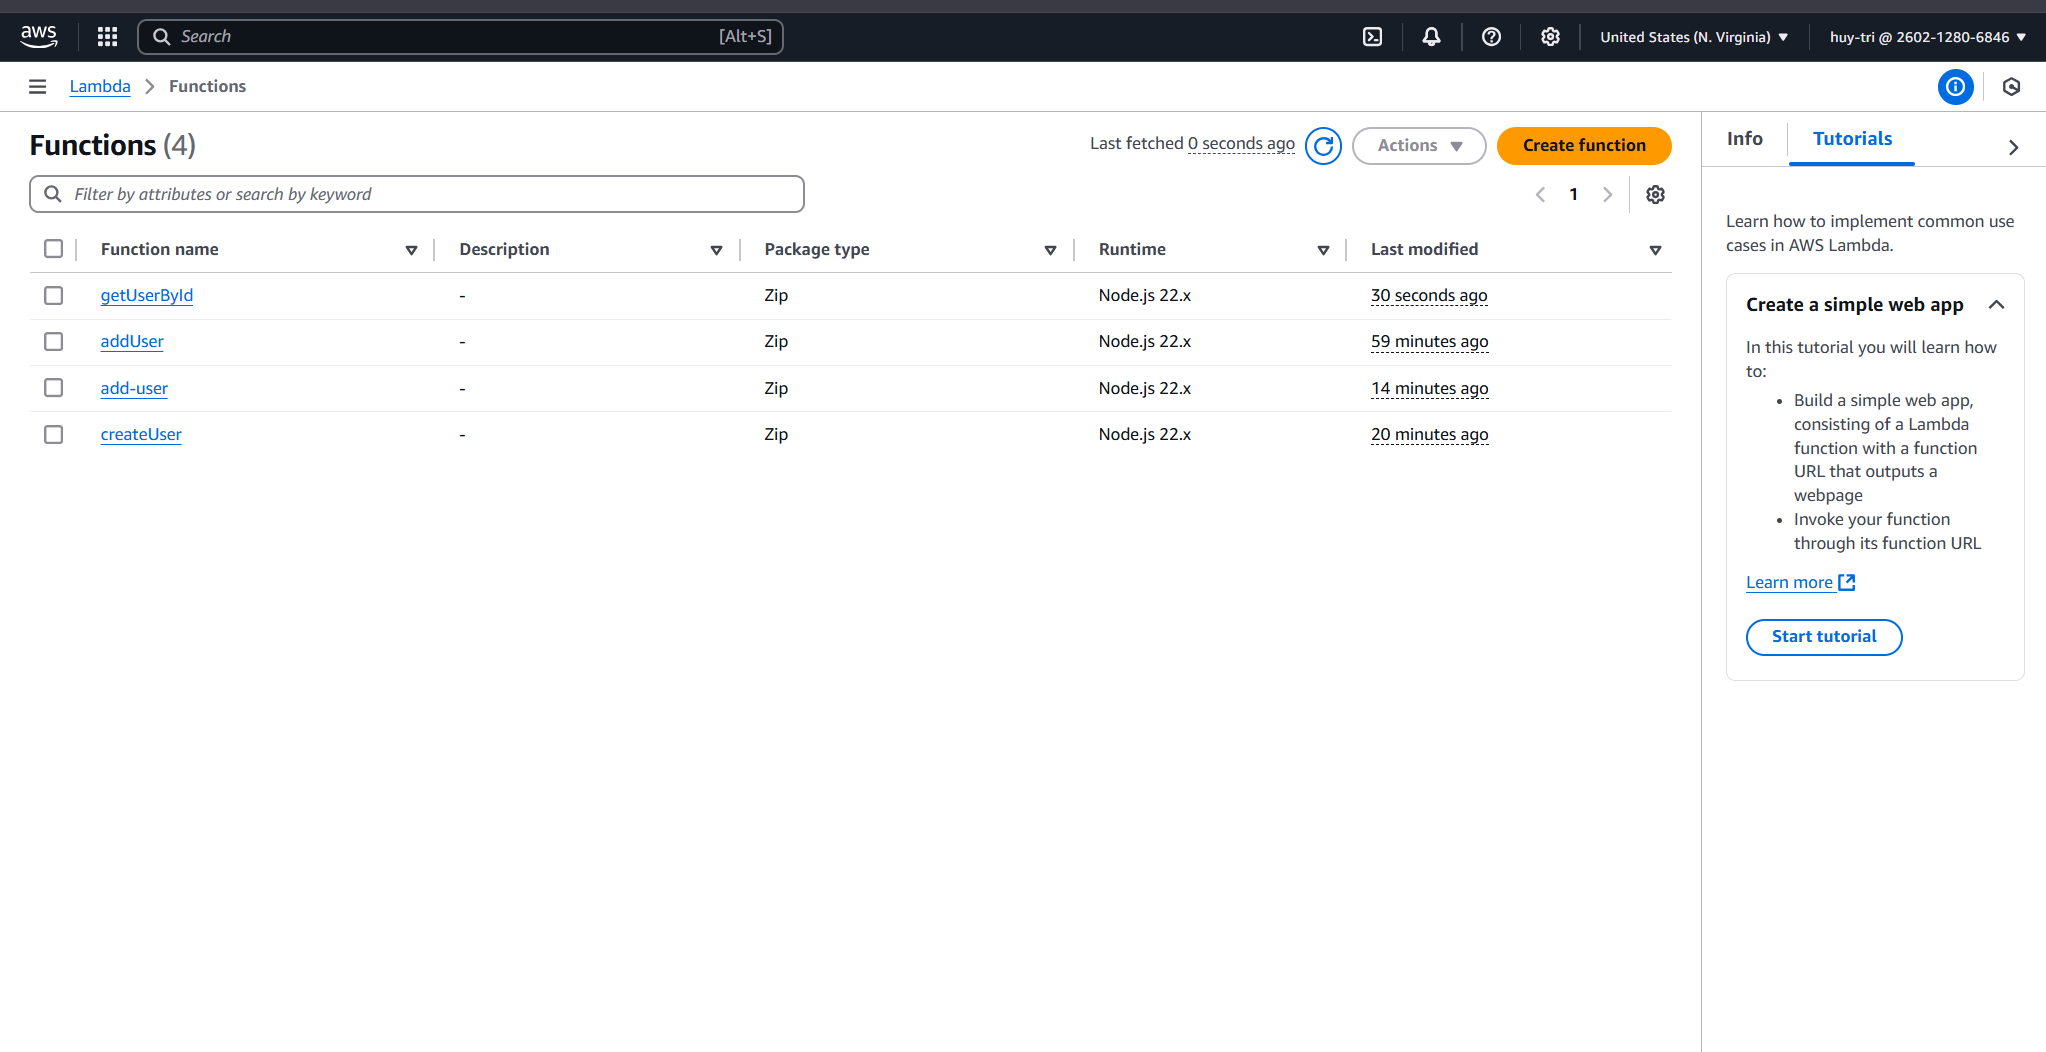 aws
Search [Alt+S]
United States (N. Virginia)
huy-tri @ 2602-1280-6846
Lambda
Functions
Functions (4)
Last fetched 0 seconds ago
Actions
Create function
Filter by attributes or search by keyword
1
Function name Description Package type Runtime Last modified
getUserById - Zip Node.js 22.x 30 seconds ago
addUser - Zip Node.js 22.x 59 minutes ago
add-user - Zip Node.js 22.x 14 minutes ago
createUser - Zip Node.js 22.x 20 minutes ago
Info
Tutorials
Learn how to implement common use
cases in AWS Lambda.
Create a simple web app
In this tutorial you will learn how
to:
• Build a simple web app,
consisting of a Lambda
function with a function
URL that outputs a
webpage
• Invoke your function
through its function URL
Learn more
Start tutorial